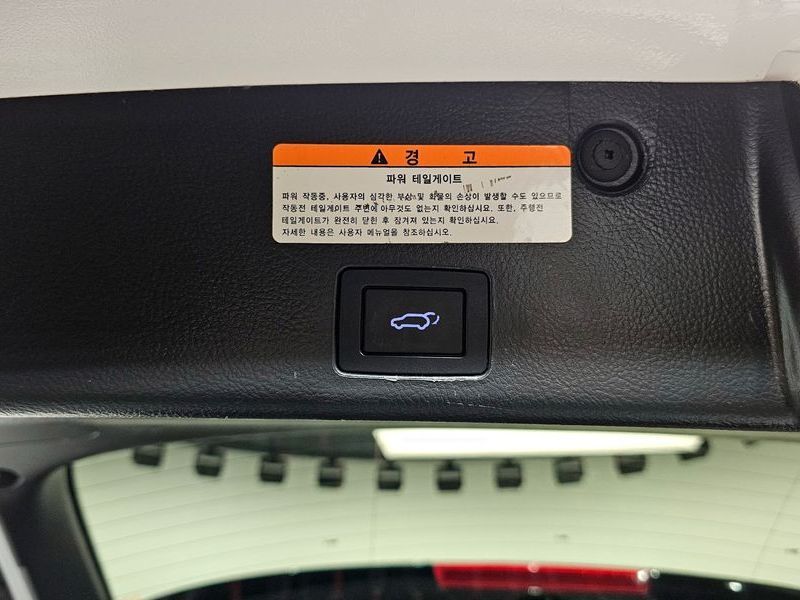 경 고
파워 테일게이트
파워 작동중, 사용자의 심각한 부상 및 화물의 손상이 발생할 수도 있으므로
작동전 테일게이트 주변에 아무것도 없는지 확인하십시요. 또한, 주행전
테일게이트가 완전히 닫힌 후 잠겨져 있는지 확인하십시요.
자세한 내용은 사용자 메뉴얼을 참조하십시오.